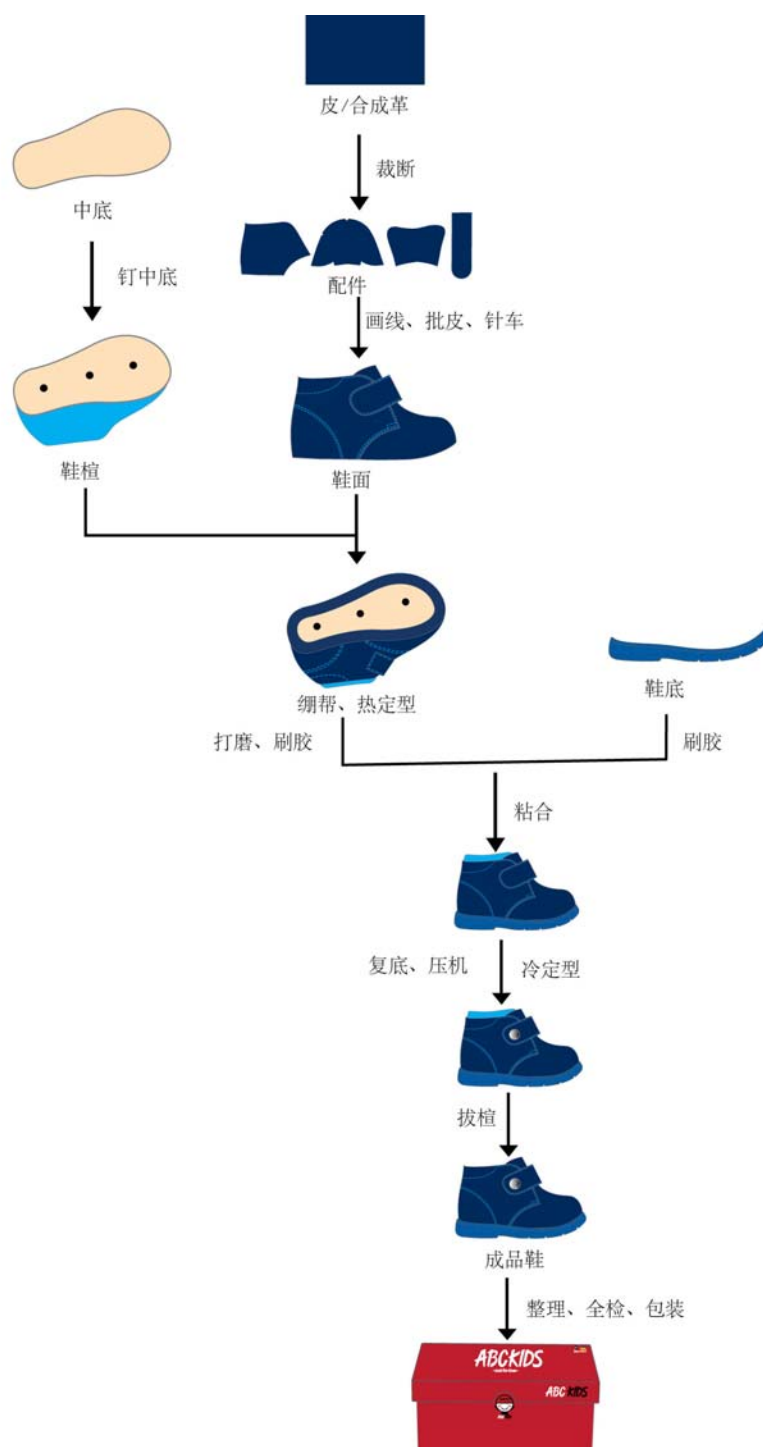 皮/合成革
裁断
中底
配件
钉中底
画线、批皮、针车
鞋楦
鞋面
鞋底
绷帮、热定型
打磨、刷胶
刷胶
粘合
复底、压机
冷定型
拔楦
成品鞋
整理、全检、包装
ABCKIDS
ABC KIDS